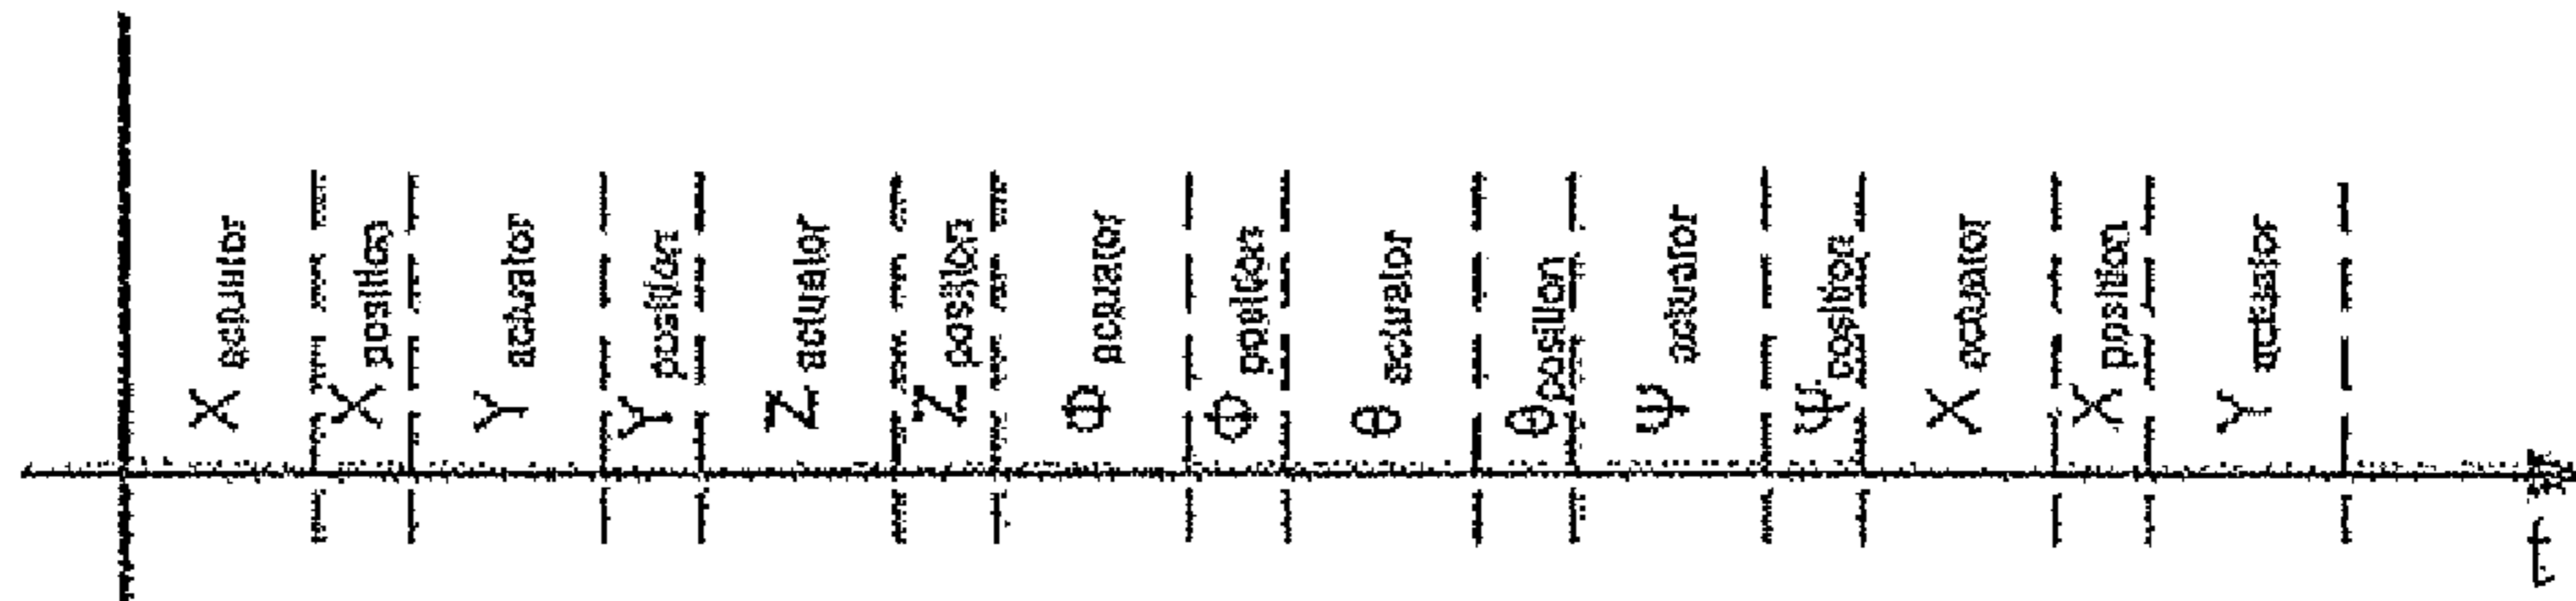 X actuator
X position
Y actuator
Y position
Z actuator
Z position
Φ actuator
Φ position
θ actuator
θ position
Ψ actuator
Ψ position
X actuator
X position
Y actuator
t